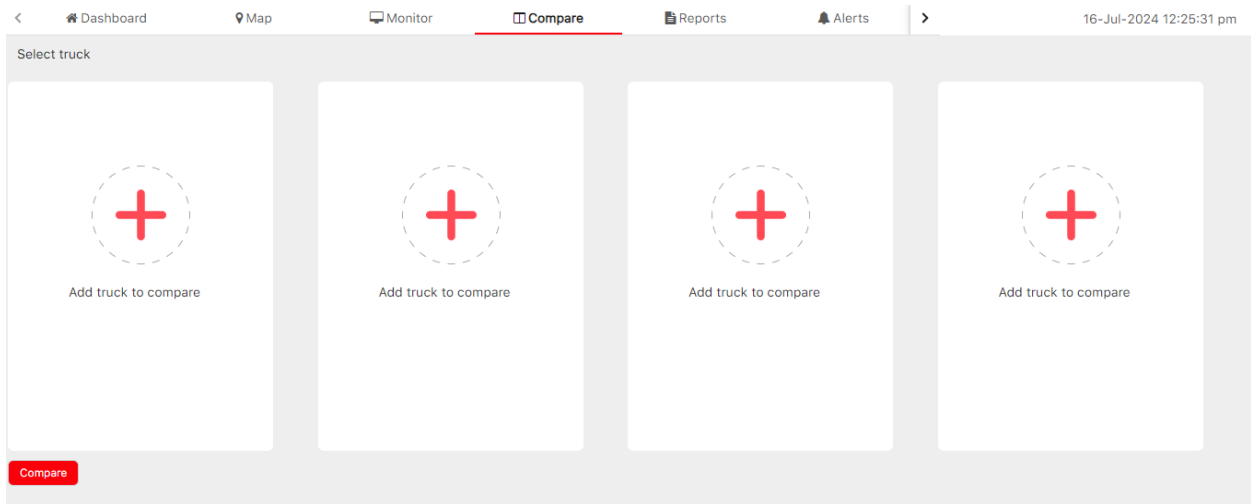 Dashboard Map Monitor Compare Reports Alerts 16-Jul-2024 12:25:31 pm
Select truck
Add truck to compare Add truck to compare Add truck to compare Add truck to compare
Compare